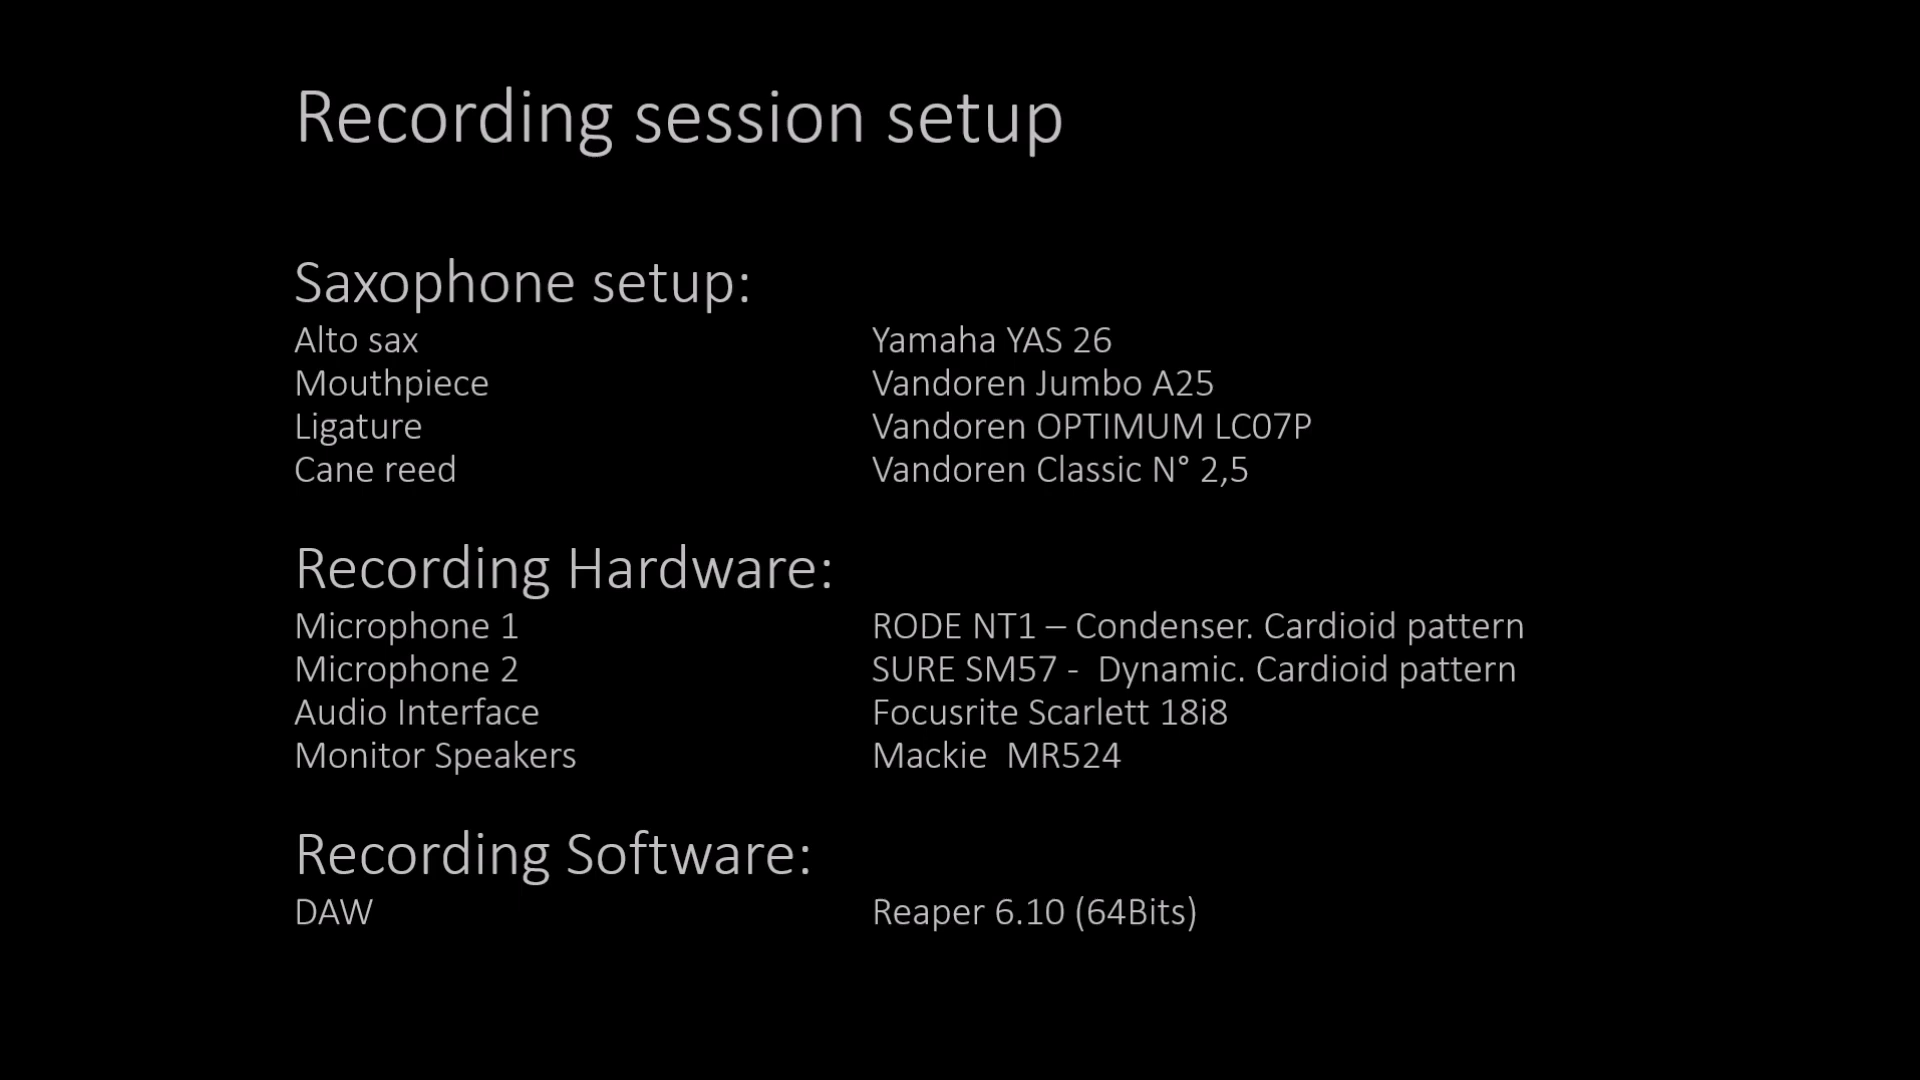 Recording session setup
Saxophone setup:
Alto sax Yamaha YAS 26
Mouthpiece Vandoren Jumbo A25
Ligature Vandoren OPTIMUM LC07P
Cane reed Vandoren Classic N° 2,5
Recording Hardware:
Microphone 1 RODE NT1 – Condenser. Cardioid pattern
Microphone 2 SURE SM57 -  Dynamic. Cardioid pattern
Audio Interface Focusrite Scarlett 18i8
Monitor Speakers Mackie  MR524
Recording Software:
DAW Reaper 6.10 (64Bits)